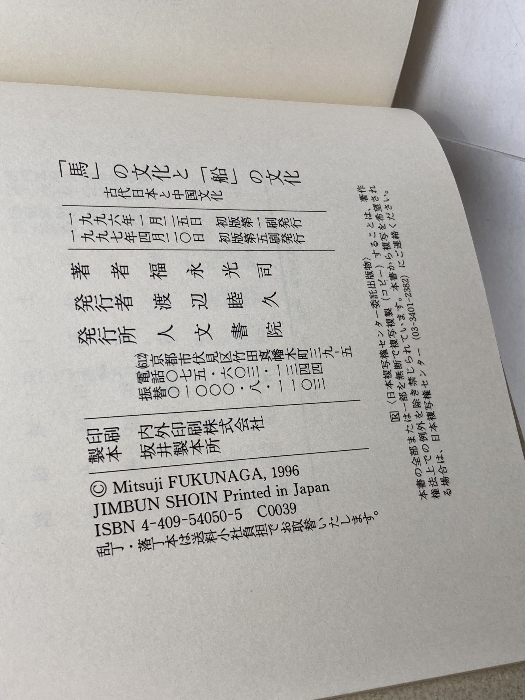 「馬」の文化と「船」の文化
古代日本と中国文化
一九九六年一月二五日　初版第一刷発行
一九九七年四月二〇日　初版第五刷発行
著者　福永光司
発行者　渡辺睦久
発行所　人文書院
京都市伏見区竹田真幡木町三九-五
電話〇七五・六〇三・一三四四
振替〇一〇〇〇・八・一一〇三
印刷　内外印刷株式会社
製本　坂井製本所
© Mitsuji FUKUNAGA, 1996
JIMBUN SHOIN Printed in Japan
ISBN 4-409-54050-5 C0039
乱丁・落丁本は送料小社負担でお取替いたします。
〈日本複写権センター委託出版物〉
本書の全部または一部を無断で複写複製（コピー）することは、著作
権法上での例外を除き禁じられています。本書から複写を希望され
る場合は、日本複写権センター（03-3401-2382）にご連絡ください。